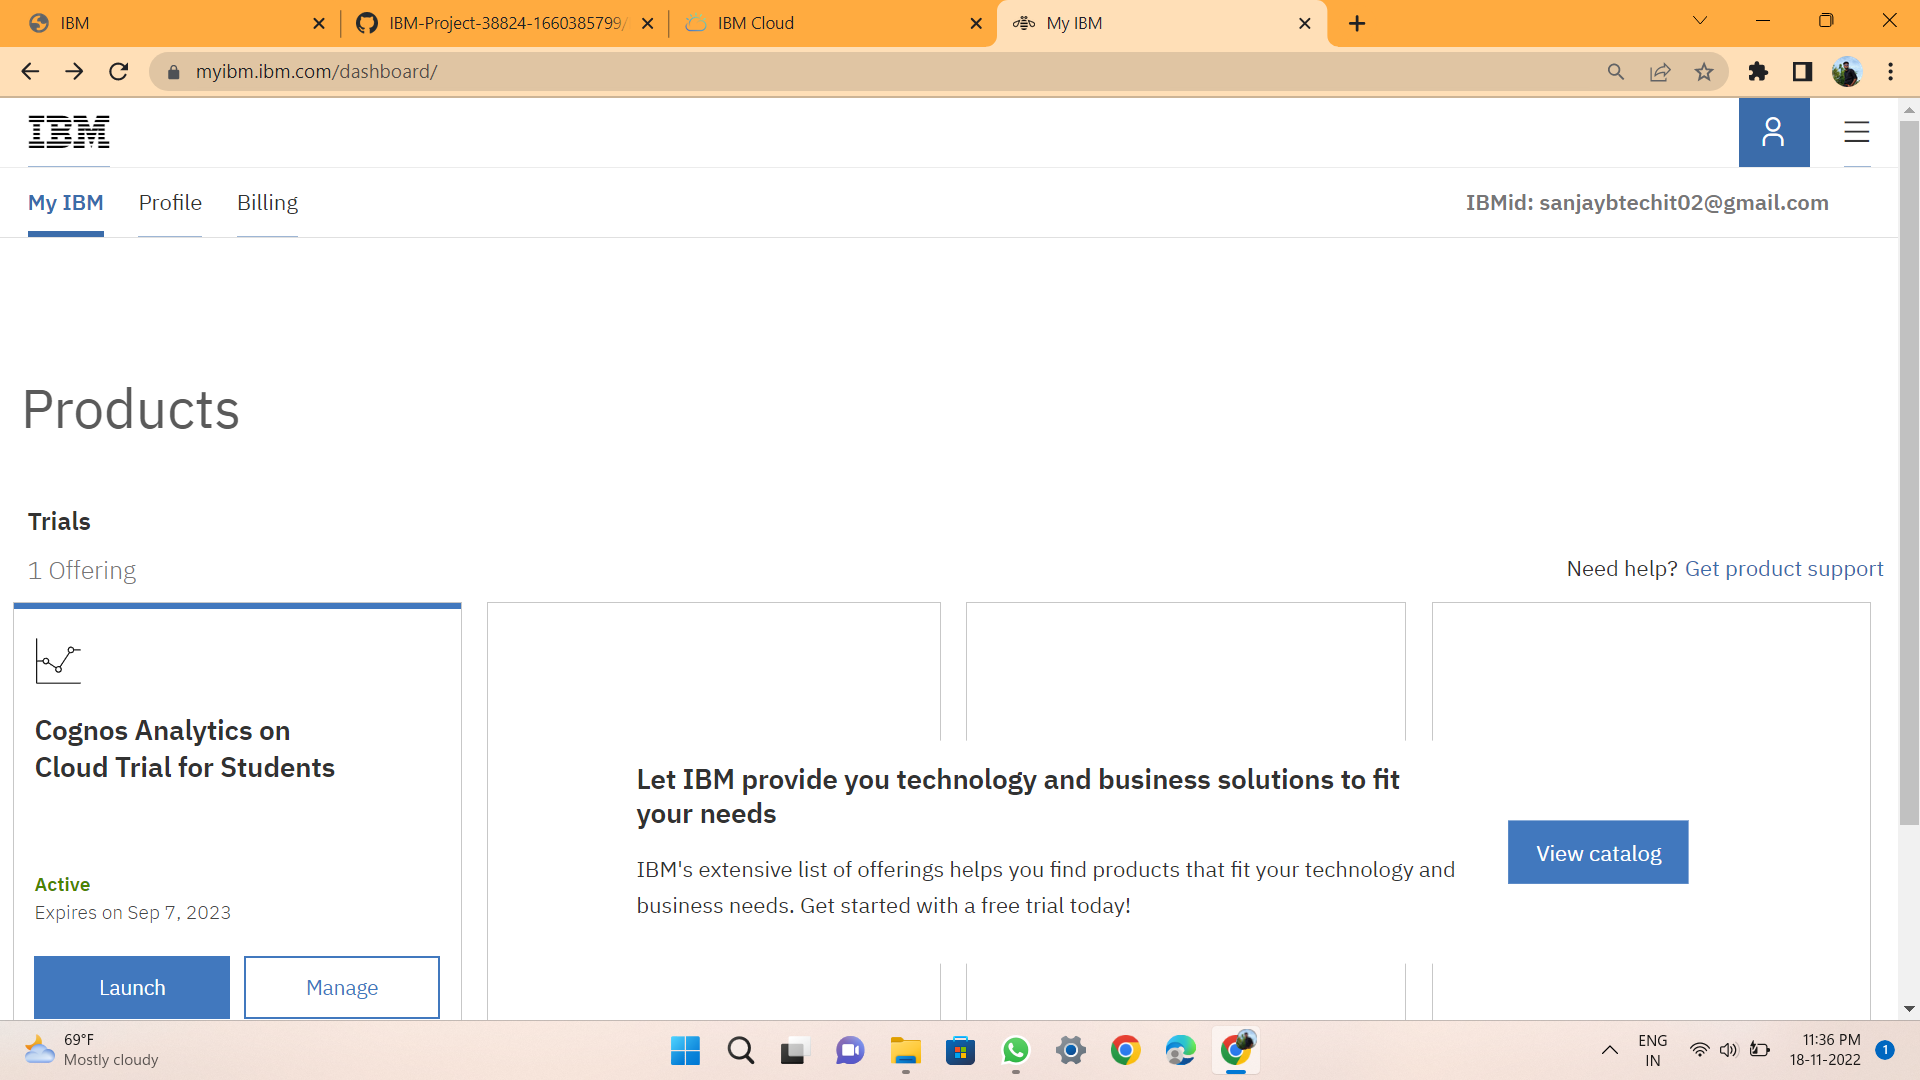 IBM
IBM-Project-38824-1660385799/
IBM Cloud
My IBM
myibm.ibm.com/dashboard/
IBM
My IBM
Profile
Billing
IBMid: sanjaybtechit02@gmail.com
Products
Trials
1 Offering
Need help? Get product support
Cognos Analytics on
Cloud Trial for Students
Active
Expires on Sep 7, 2023
Launch
Manage
Let IBM provide you technology and business solutions to fit
your needs
IBM's extensive list of offerings helps you find products that fit your technology and
business needs. Get started with a free trial today!
View catalog
69°F
Mostly cloudy
ENG
IN
11:36 PM
18-11-2022
1